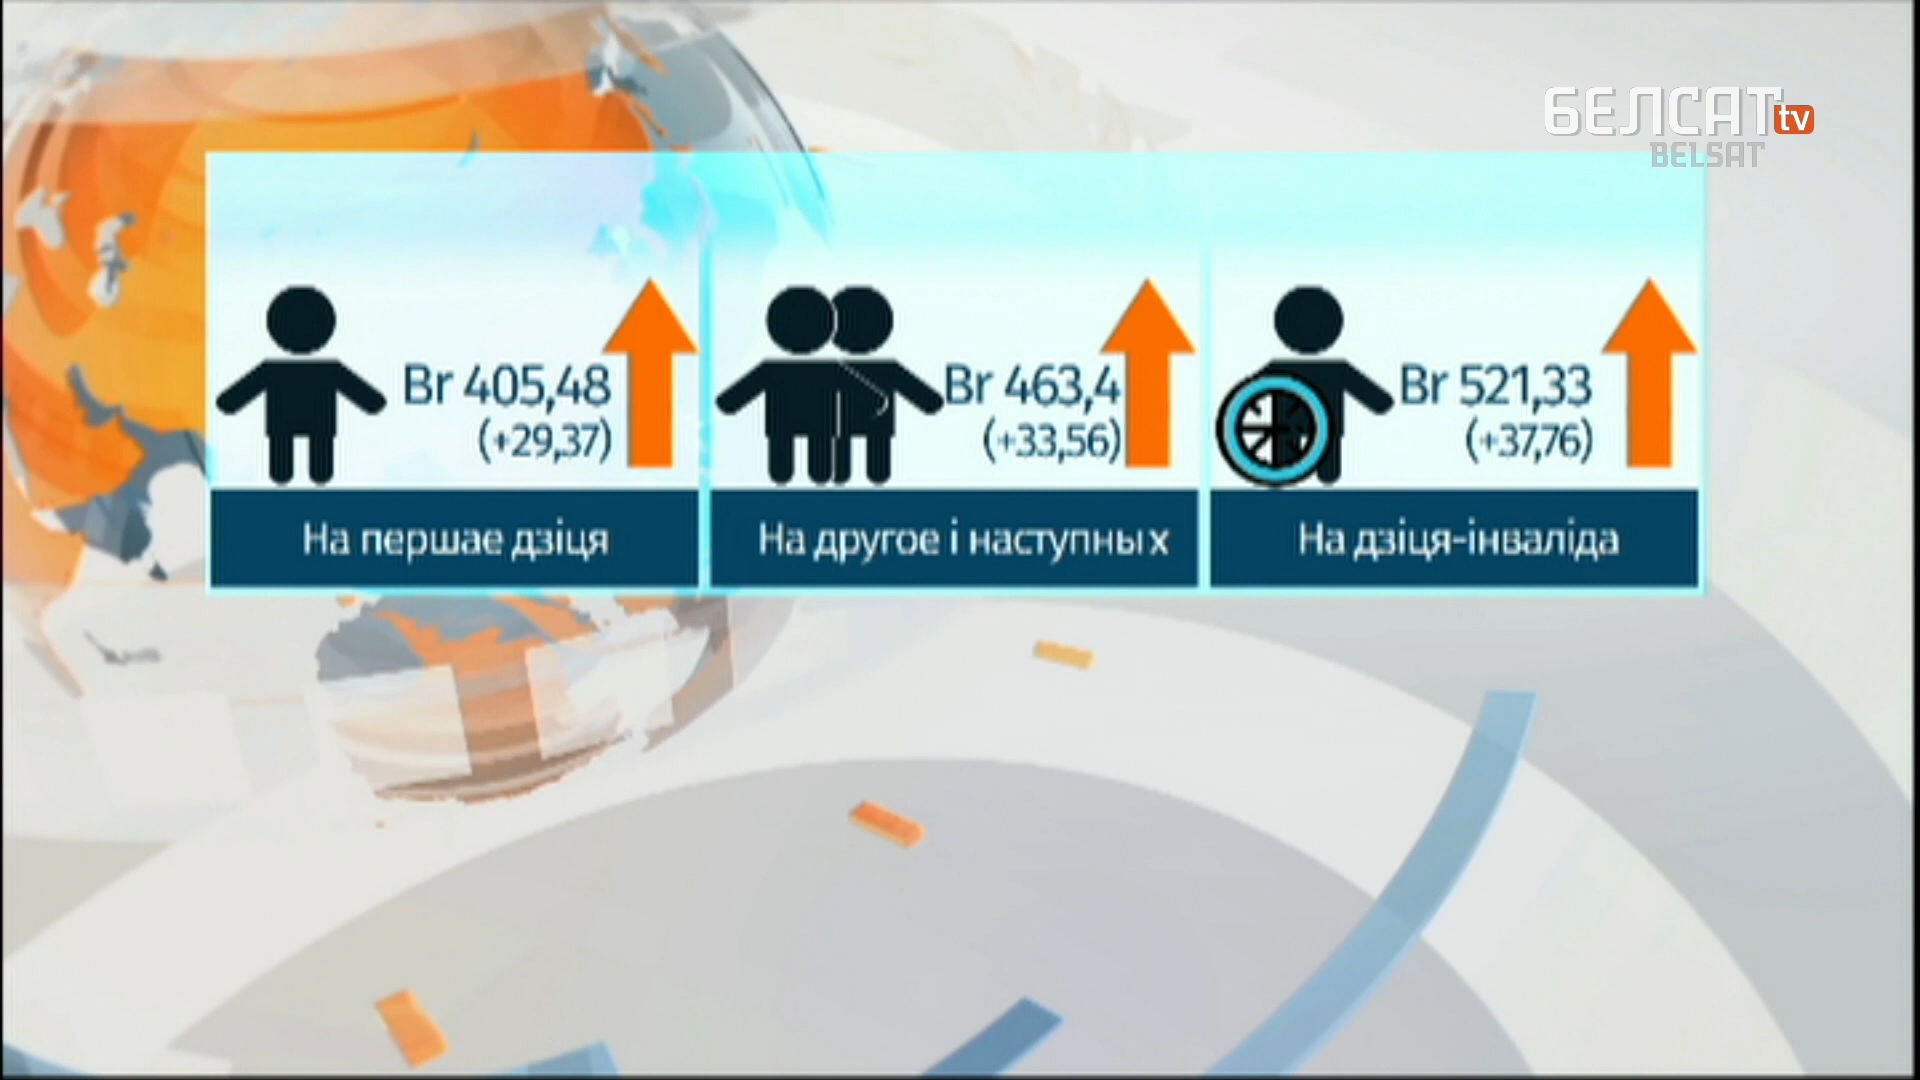 БЕЛСАТ tv
BELSAT
Br 405,48
(+29,37)
На першае дзіця
Br 463,4
(+33,56)
На другое і наступных
Br 521,33
(+37,76)
На дзіця-інваліда